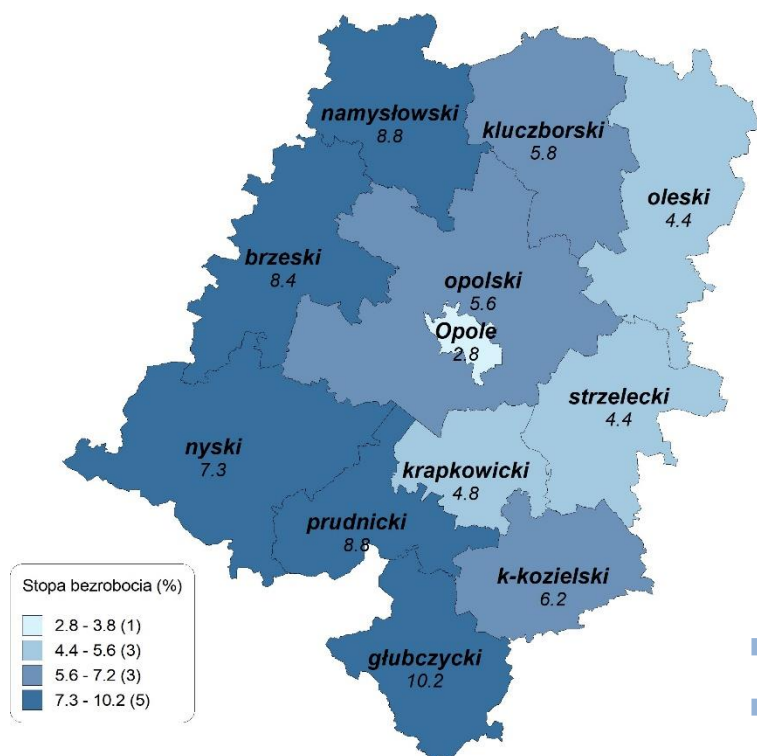 namysłowski
8.8
kluczborski
5.8
oleski
4.4
brzeski
8.4
opolski
5.6
Opole
2.8
strzelecki
4.4
nyski
7.3
krapkowicki
4.8
prudnicki
8.8
k-kozielski
6.2
głubczycki
10.2
Stopa bezrobocia (%)
2.8 - 3.8 (1)
4.4 - 5.6 (3)
5.6 - 7.2 (3)
7.3 - 10.2 (5)